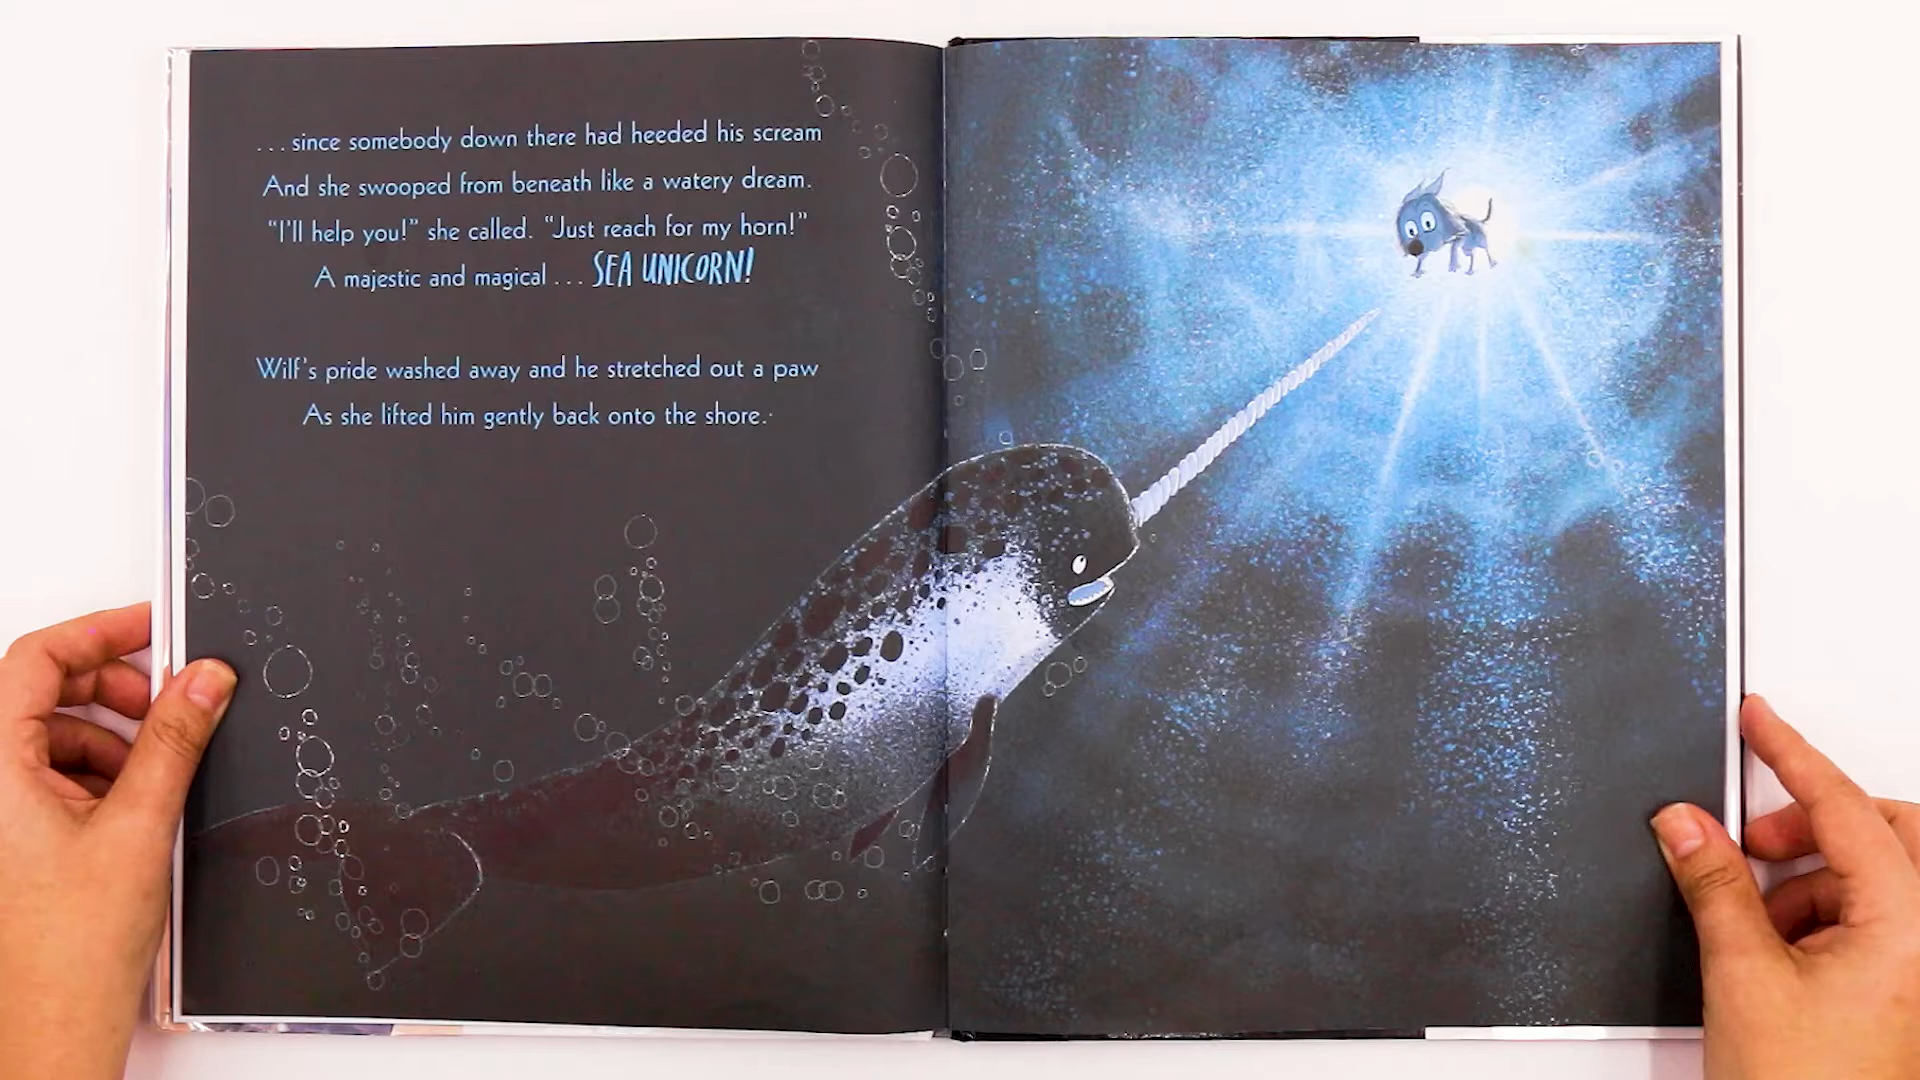 ...since somebody down there had heeded his scream
And she swooped from beneath like a watery dream.
“I'll help you!” she called. “Just reach for my horn!”
A majestic and magical ... SEA UNICORN!
Wilf's pride washed away and he stretched out a paw
As she lifted him gently back onto the shore.